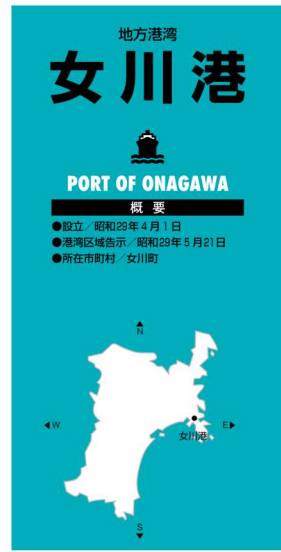 地方港湾
女川港
PORT OF ONAGAWA
概要
●設立／昭和29年4月1日
●港湾区域告示／昭和29年5月21日
●所在市町村／女川町
N
W
E
女川港
S